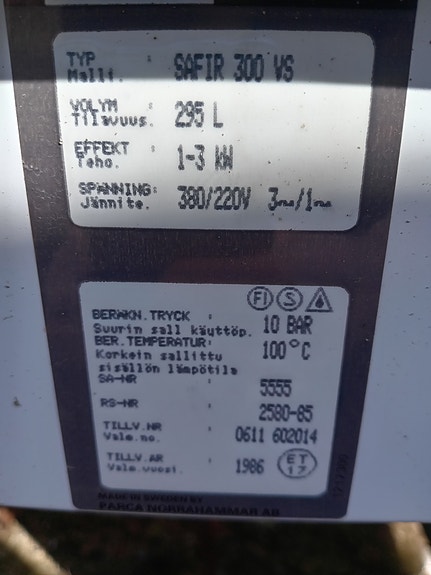 TYP : SAFIR 300 VS
Malli.
VOLYM : 295 L
Tilavuus.
EFFEKT : 1-3 kW
Teho.
SPÄNNING: 380/220V 3~/1~
Jännite.
FI S
BERÄKN.TRYCK : 10 BAR
Suurin sall käyttöp.
BER.TEMPERATUR: 100°C
Korkein sallittu
sisällön lämpötila
SA-NR : 5555
RS-NR : 2580-85
TILLV.NR : 0611 602014
Valm.no.
TILLV.ÅR : 1986 ET
Valm.vuosi. 17
MADE IN SWEDEN BY
PARCA NORRAHAMMAR AB